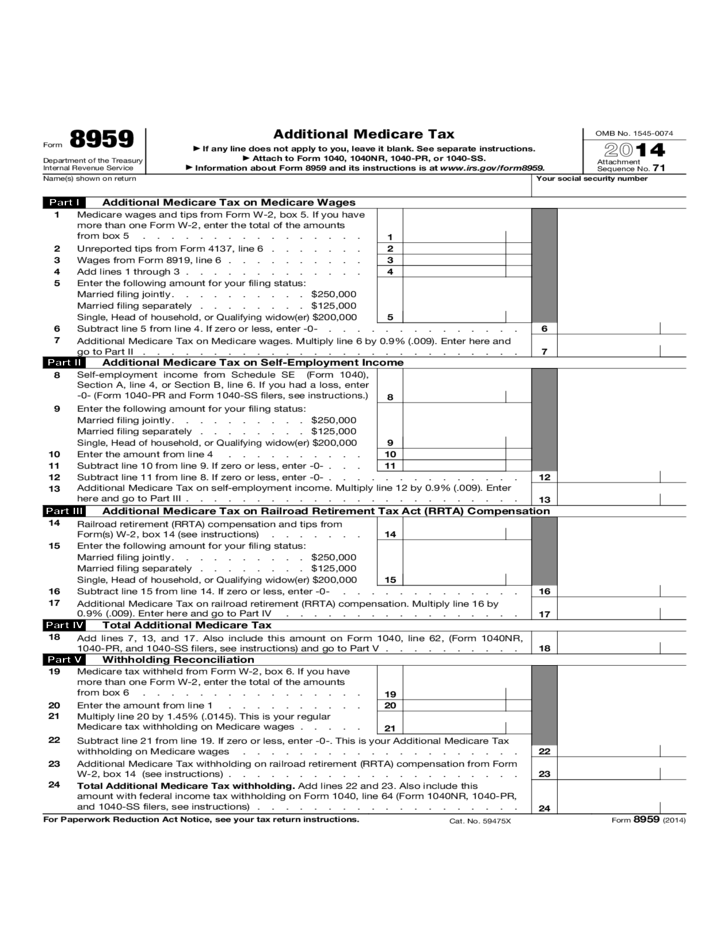 Form 8959
Department of the Treasury
Internal Revenue Service
Additional Medicare Tax
▶ If any line does not apply to you, leave it blank. See separate instructions.
▶ Attach to Form 1040, 1040NR, 1040-PR, or 1040-SS.
▶ Information about Form 8959 and its instructions is at www.irs.gov/form8959.
OMB No. 1545-0074
2014
Attachment
Sequence No. 71
Name(s) shown on return
Your social security number
Part I Additional Medicare Tax on Medicare Wages
1 Medicare wages and tips from Form W-2, box 5. If you have
more than one Form W-2, enter the total of the amounts
from box 5 . . . . . . . . . . . . . . . . 1
2 Unreported tips from Form 4137, line 6 . . . . . . . 2
3 Wages from Form 8919, line 6 . . . . . . . . . . 3
4 Add lines 1 through 3 . . . . . . . . . . . . . 4
5 Enter the following amount for your filing status:
Married filing jointly. . . . . . . . . . $250,000
Married filing separately . . . . . . . . $125,000
Single, Head of household, or Qualifying widow(er) $200,000 5
6 Subtract line 5 from line 4. If zero or less, enter -0- . . . . . . . . . . . . . . 6
7 Additional Medicare Tax on Medicare wages. Multiply line 6 by 0.9% (.009). Enter here and
go to Part II . . . . . . . . . . . . . . . . . . . . . . . . . . . 7
Part II Additional Medicare Tax on Self-Employment Income
8 Self-employment income from Schedule SE (Form 1040),
Section A, line 4, or Section B, line 6. If you had a loss, enter
-0- (Form 1040-PR and Form 1040-SS filers, see instructions.) 8
9 Enter the following amount for your filing status:
Married filing jointly. . . . . . . . . . $250,000
Married filing separately . . . . . . . . $125,000
Single, Head of household, or Qualifying widow(er) $200,000 9
10 Enter the amount from line 4 . . . . . . . . . . 10
11 Subtract line 10 from line 9. If zero or less, enter -0- . . . 11
12 Subtract line 11 from line 8. If zero or less, enter -0- . . . . . . . . . . . . . . 12
13 Additional Medicare Tax on self-employment income. Multiply line 12 by 0.9% (.009). Enter
here and go to Part III . . . . . . . . . . . . . . . . . . . . . . . . 13
Part III Additional Medicare Tax on Railroad Retirement Tax Act (RRTA) Compensation
14 Railroad retirement (RRTA) compensation and tips from
Form(s) W-2, box 14 (see instructions) . . . . . . . 14
15 Enter the following amount for your filing status:
Married filing jointly. . . . . . . . . . $250,000
Married filing separately . . . . . . . . $125,000
Single, Head of household, or Qualifying widow(er) $200,000 15
16 Subtract line 15 from line 14. If zero or less, enter -0- . . . . . . . . . . . . . 16
17 Additional Medicare Tax on railroad retirement (RRTA) compensation. Multiply line 16 by
0.9% (.009). Enter here and go to Part IV . . . . . . . . . . . . . . . . . 17
Part IV Total Additional Medicare Tax
18 Add lines 7, 13, and 17. Also include this amount on Form 1040, line 62, (Form 1040NR,
1040-PR, and 1040-SS filers, see instructions) and go to Part V . . . . . . . . . . 18
Part V Withholding Reconciliation
19 Medicare tax withheld from Form W-2, box 6. If you have
more than one Form W-2, enter the total of the amounts
from box 6 . . . . . . . . . . . . . . . . 19
20 Enter the amount from line 1 . . . . . . . . . . 20
21 Multiply line 20 by 1.45% (.0145). This is your regular
Medicare tax withholding on Medicare wages . . . . . 21
22 Subtract line 21 from line 19. If zero or less, enter -0-. This is your Additional Medicare Tax
withholding on Medicare wages . . . . . . . . . . . . . . . . . . . . 22
23 Additional Medicare Tax withholding on railroad retirement (RRTA) compensation from Form
W-2, box 14 (see instructions) . . . . . . . . . . . . . . . . . . . . . 23
24 Total Additional Medicare Tax withholding. Add lines 22 and 23. Also include this
amount with federal income tax withholding on Form 1040, line 64 (Form 1040NR, 1040-PR,
and 1040-SS filers, see instructions) . . . . . . . . . . . . . . . . . . . 24
For Paperwork Reduction Act Notice, see your tax return instructions.
Cat. No. 59475X
Form 8959 (2014)